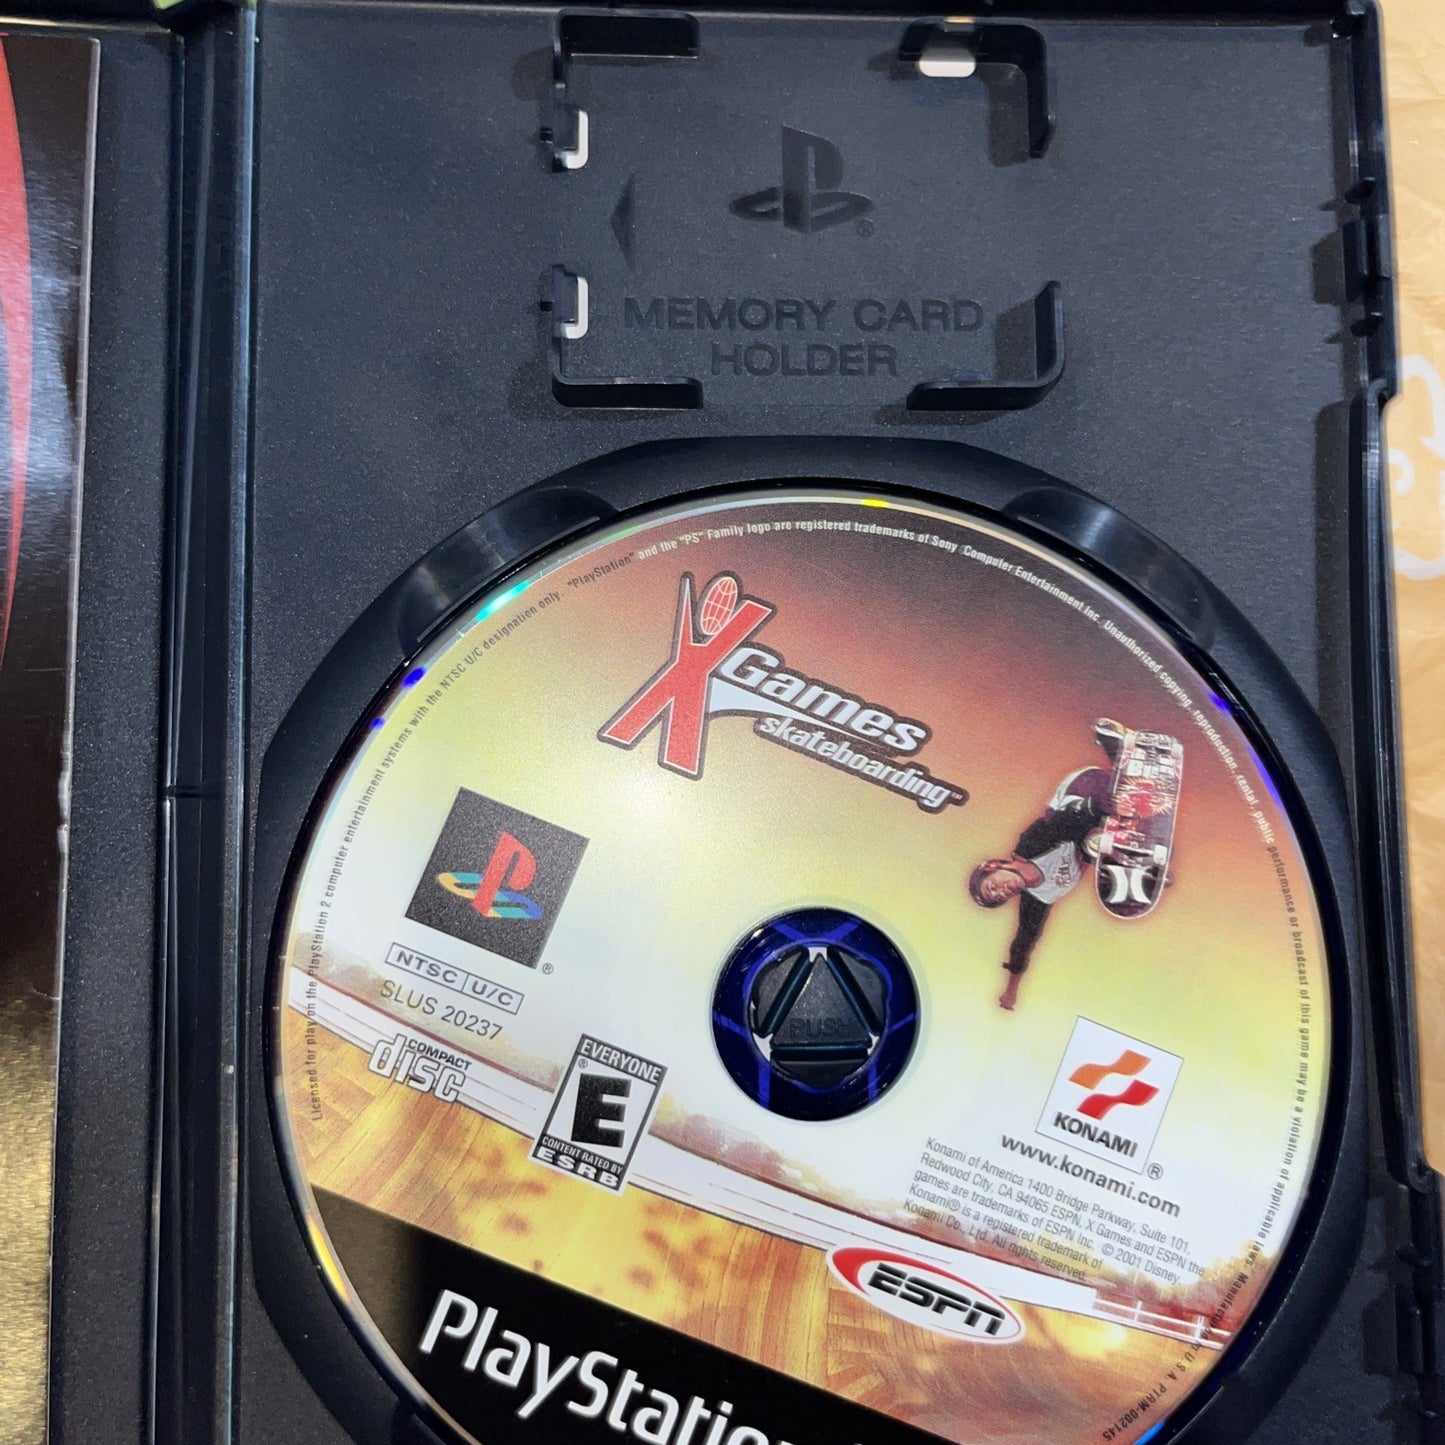 MEMORY CARD
HOLDER
"PlayStation" and the "PS" Family logo are registered trademarks of Sony Computer Entertainment Inc. Unauthorized copying, reproduction, rental, public performance or broadcast of this game may be a violation of applicable laws.
U.S.A. PTRM-002145
Licensed for play on the PlayStation 2 computer entertainment systems with the NTSC U/C designation only.
X Games
skateboarding™
®
NTSC U/C
SLUS 20237
COMPACT
disc
EVERYONE
®
E
CONTENT RATED BY
ESRB
PUSH
KONAMI
®
www.konami.com
Konami of America 1400 Bridge Parkway, Suite 101,
Redwood City, CA 94065 ESPN, X Games and ESPN the
games are trademarks of ESPN Inc. © 2001 Disney.
Konami® is a registered trademark of
Konami Co., Ltd. All rights reserved.
ESPN
PlayStation